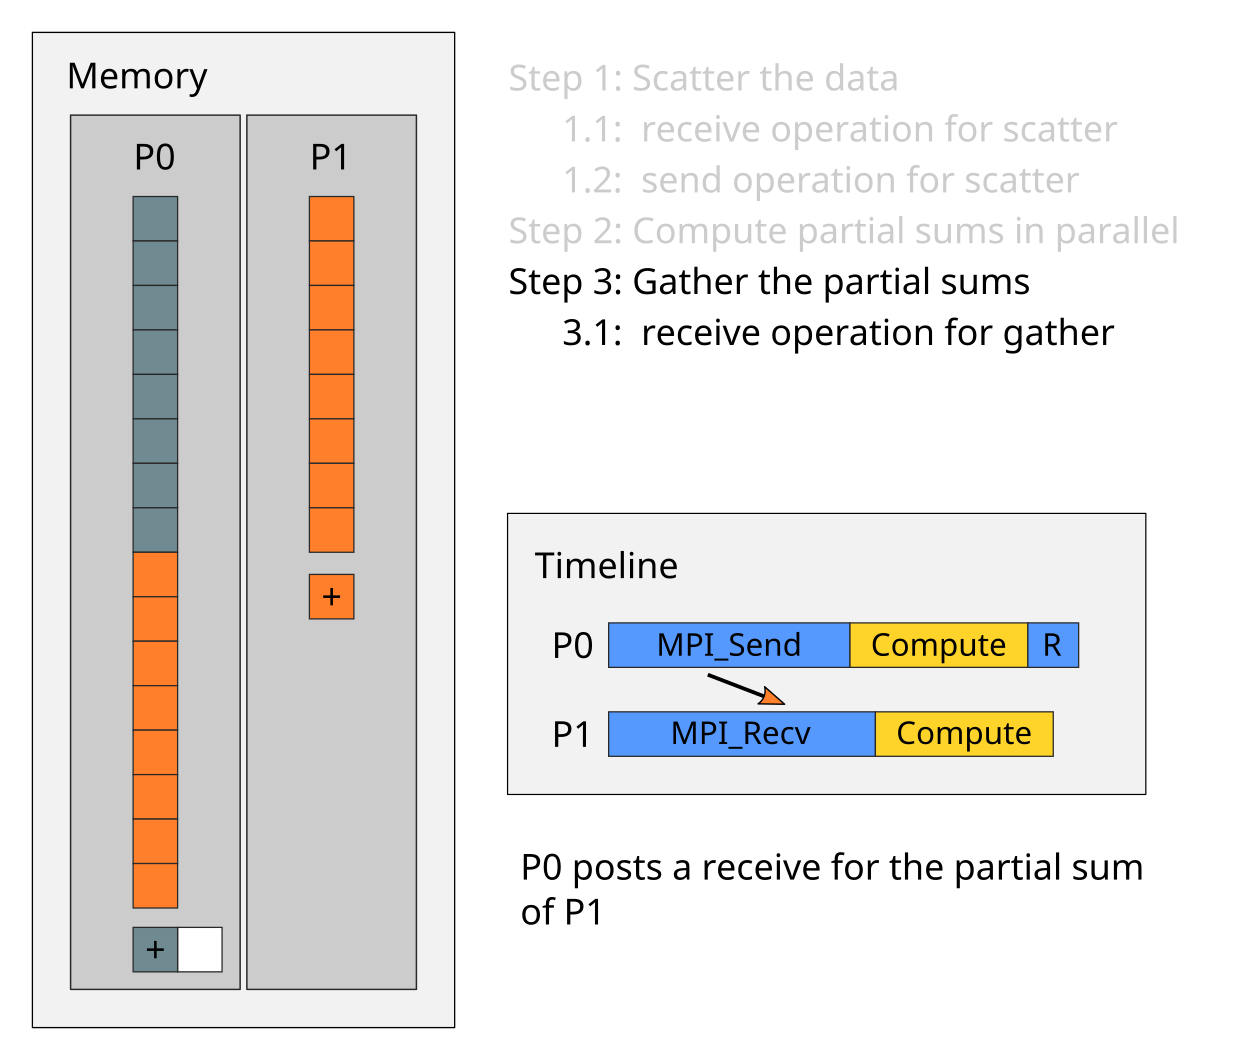 Memory
P0
P1
+
+
Step 1: Scatter the data
1.1: receive operation for scatter
1.2: send operation for scatter
Step 2: Compute partial sums in parallel
Step 3: Gather the partial sums
3.1: receive operation for gather
Timeline
P0 MPI_Send Compute R
P1 MPI_Recv Compute
P0 posts a receive for the partial sum
of P1